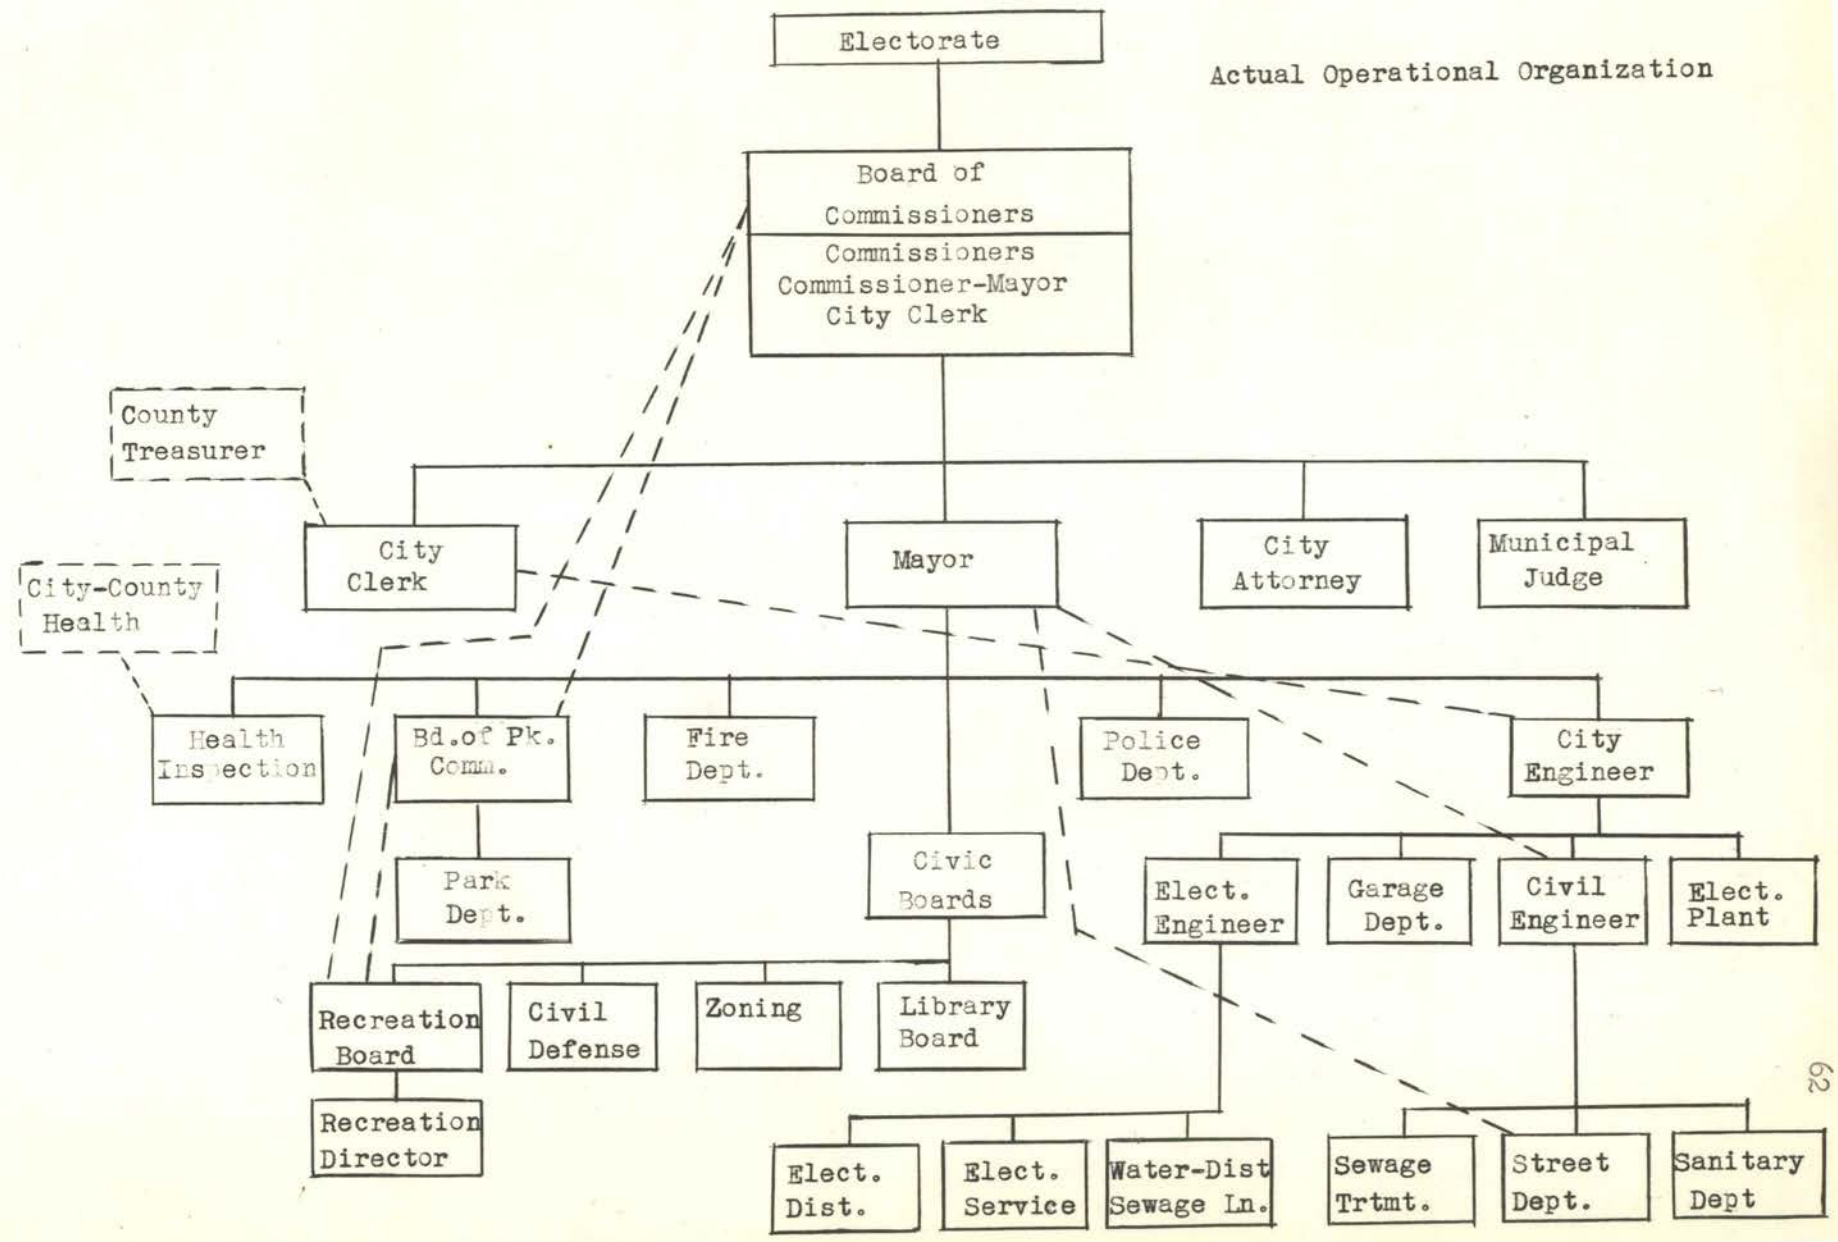 Electorate
Actual Operational Organization
Board of
Commissioners
Commissioners
Commissioner-Mayor
City Clerk
County
Treasurer
City
Clerk
Mayor
City
Attorney
Municipal
Judge
City-County
Health
Health
Inspection
Bd.of Pk.
Comm.
Fire
Dept.
Police
Dept.
City
Engineer
Park
Dept.
Civic
Boards
Elect.
Engineer
Garage
Dept.
Civil
Engineer
Elect.
Plant
Recreation
Board
Civil
Defense
Zoning
Library
Board
Recreation
Director
Elect.
Dist.
Elect.
Service
Water-Dist
Sewage Ln.
Sewage
Trtmt.
Street
Dept.
Sanitary
Dept
62